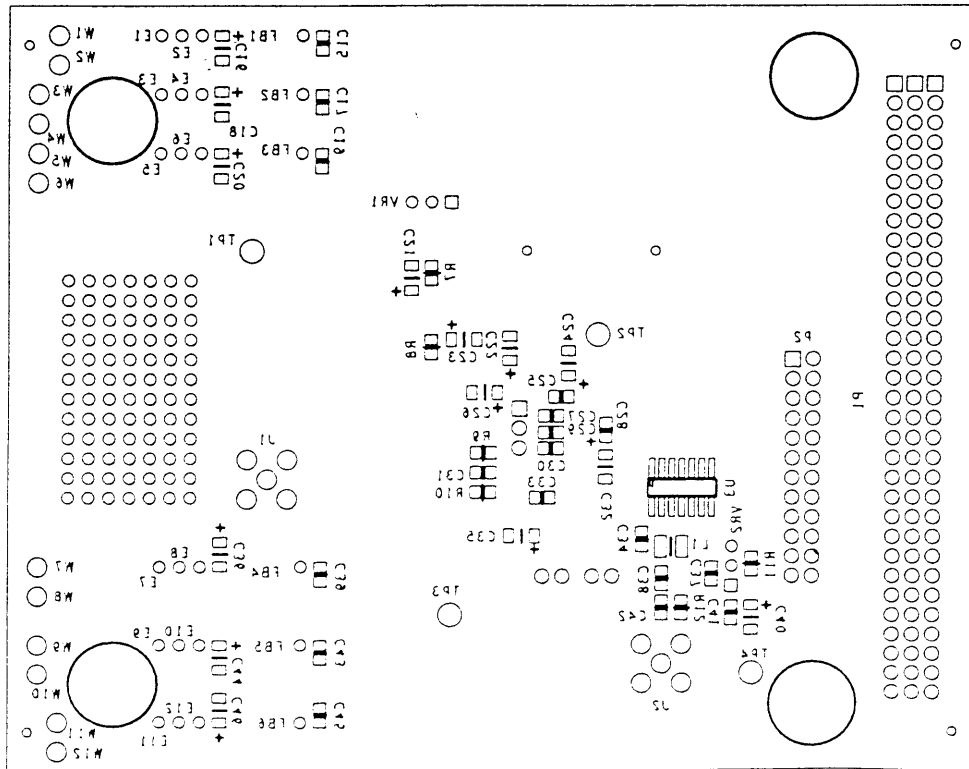 W1
E1
E2
C16
FB1
C15
W2
W3
E3
E4
C18
FB2
C17
W4
W5
E6
E5
C20
FB3
C19
W6
VR1
TP1
C21
R7
R8
C23
C22
C24
TP2
P2
P1
C25
C26
C27
C29
C28
J1
R9
C30
C31
C33
R10
C32
U3
VR2
C35
C34
L1
C36
E8
E7
FB4
C39
W7
W8
TP3
C38
C37
R11
C42
R12
C41
C40
W9
E9
E10
C44
FB5
C43
W10
J2
TP4
W11
W12
E12
E11
C46
FB6
C45